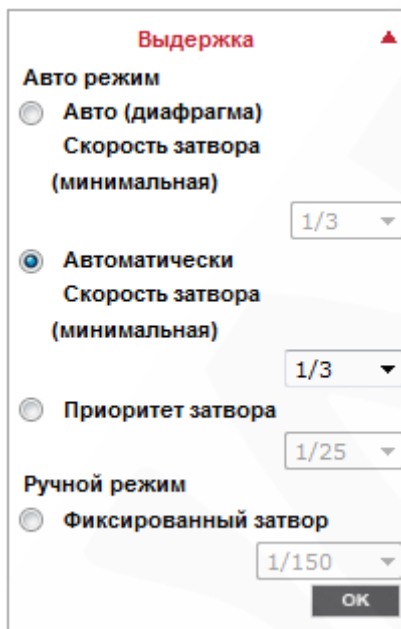 Выдержка
Авто режим
Авто (диафрагма)
Скорость затвора
(минимальная)
1/3
Автоматически
Скорость затвора
(минимальная)
1/3
Приоритет затвора
1/25
Ручной режим
Фиксированный затвор
1/150
OK